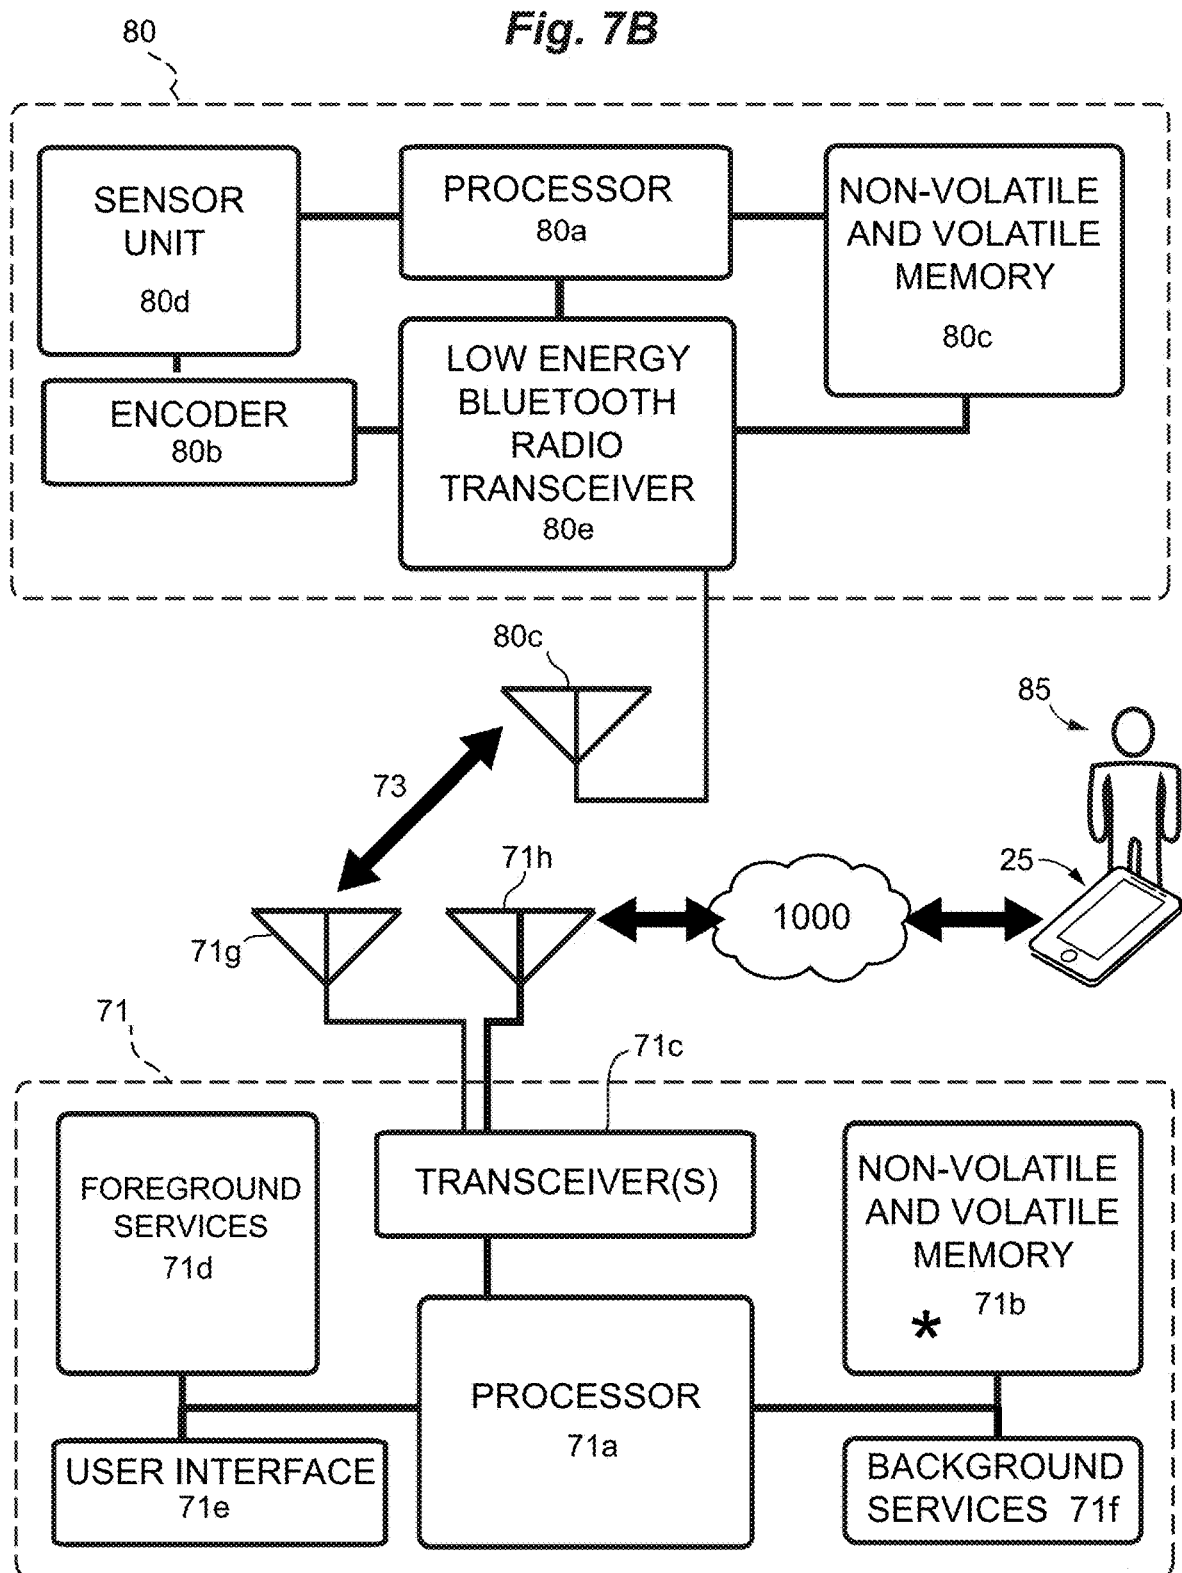 Fig. 7B
80
SENSOR
UNIT
80d
PROCESSOR
80a
NON-VOLATILE
AND VOLATILE
MEMORY
80c
ENCODER
80b
LOW ENERGY
BLUETOOTH
RADIO
TRANSCEIVER
80e
80c
85
73
25
71h
1000
71g
71
71c
FOREGROUND
SERVICES
71d
TRANSCEIVER(S)
NON-VOLATILE
AND VOLATILE
MEMORY
71b
*
PROCESSOR
71a
USER INTERFACE
71e
BACKGROUND
SERVICES 71f